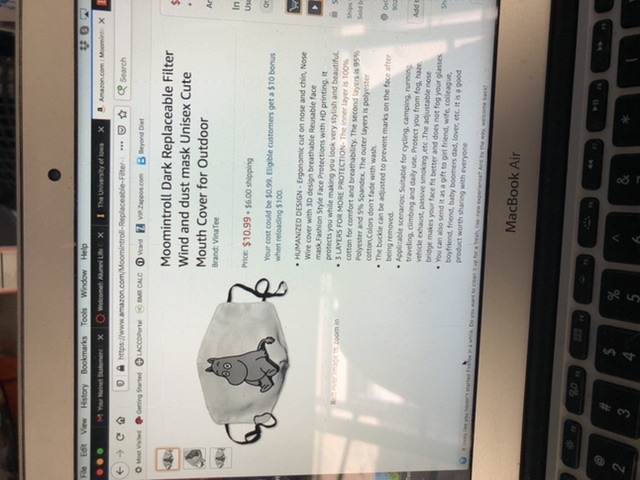 File Edit View History Bookmarks Tools Window Help
Your Nelnet Statement X
Welcome! Alumni Life X
The University of Iowa X
Amazon.com : Moomintro X
https://www.amazon.com/Moomintroll-Replaceable-Filter-
Search
Most Visited Getting Started LACCDPortal BMR CALC Vcard VIP.Zappos.com Beyond Diet
Moomintroll Dark Replaceable Filter
Wind and dust mask Unisex Cute
Mouth Cover for Outdoor
Brand: VinaTee
Price: $10.99 + $6.00 shipping
Your cost could be $0.99. Eligible customers get a $10 bonus
when reloading $100.
• HUMANIZED DESIGN - Ergonomic cut on nose and chin, Nose
Wire cover with 3D design breathable Reusable face
mask,Fashion Style Face Protections with HD printing. It
protects you while making you look very stylish and beautiful.
• 3 LAYERS FOR MORE PROTECTION- The inner layer is 100%
cotton for comfort and breathability. The second layers is 95%
Polyester and 5% Spandex. The outer layers is polyester
cotton,Colors don't fade with wash.
• The buckle can be adjusted to prevent marks on the face after
being removed.
• Applicable scenarios: Suitable for cycling, camping, running,
traveling, climbing and daily use. Protect you from fog, haze,
vehicle exhaust, passive smoking ,etc. The adjustable nose
bridge makes your face fit better and does not fog your glasses.
• You can also send it as a gift to girl friend, wife, colleague,
boyfriend, friend, baby boomers dad, lover, etc. It is a good
product worth sharing with everyone
image to zoom in
MacBook Air
2 # 3 $ 4 % 5 ^ & *